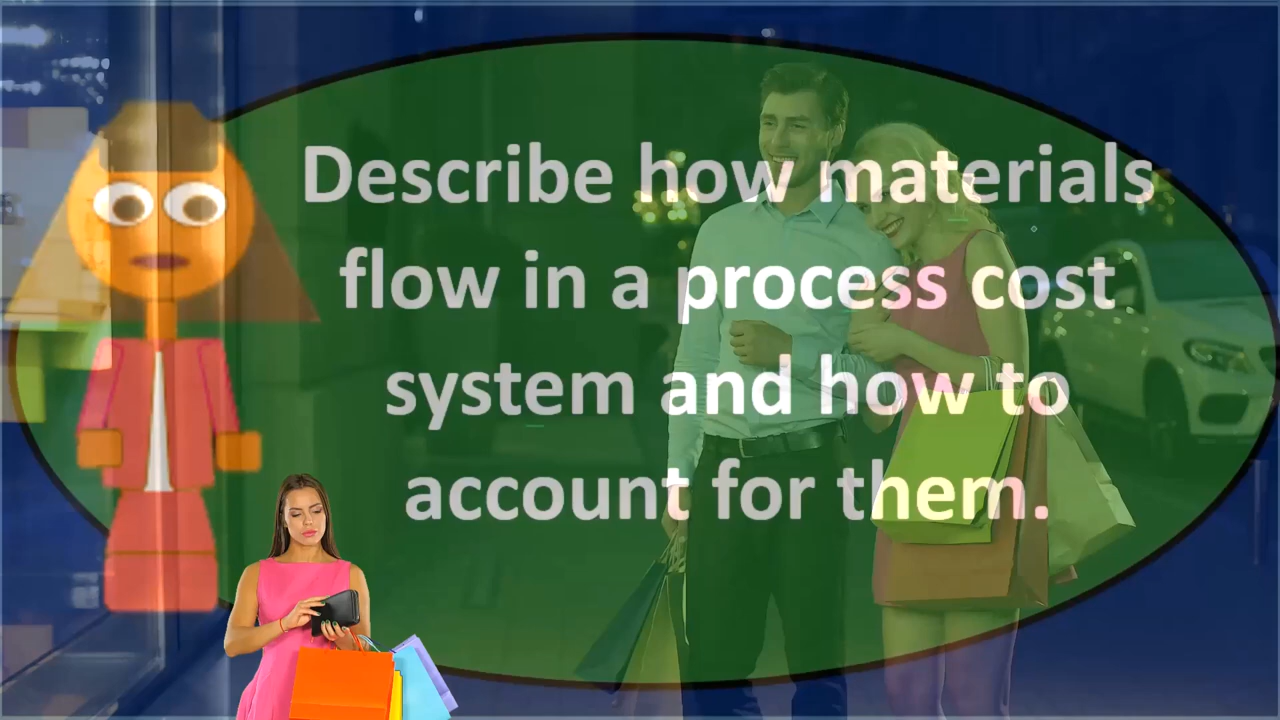 Describe how materials
flow in a process cost
system and how to
account for them.